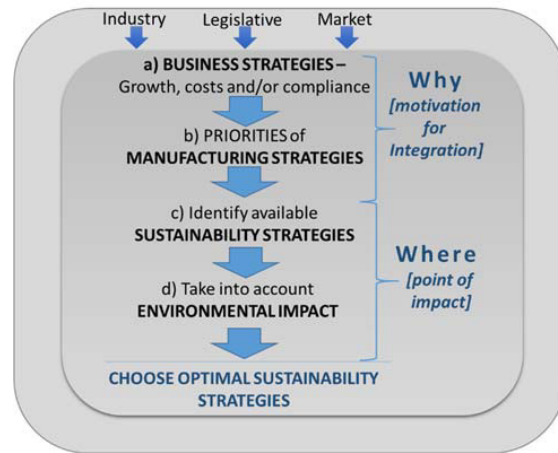 Industry Legislative Market
a) BUSINESS STRATEGIES –
Growth, costs and/or compliance
b) PRIORITIES of
MANUFACTURING STRATEGIES
c) Identify available
SUSTAINABILITY STRATEGIES
d) Take into account
ENVIRONMENTAL IMPACT
CHOOSE OPTIMAL SUSTAINABILITY
STRATEGIES
Why
[motivation
for
Integration]
Where
[point of
impact]